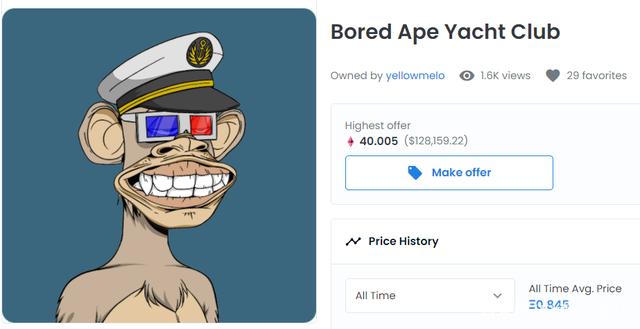 Bored Ape Yacht Club
Owned by yellowmelo 1.6K views 29 favorites
Highest offer
40.005 ($128,159.22)
Make offer
Price History
All Time
All Time Avg. Price
Ξ0.845